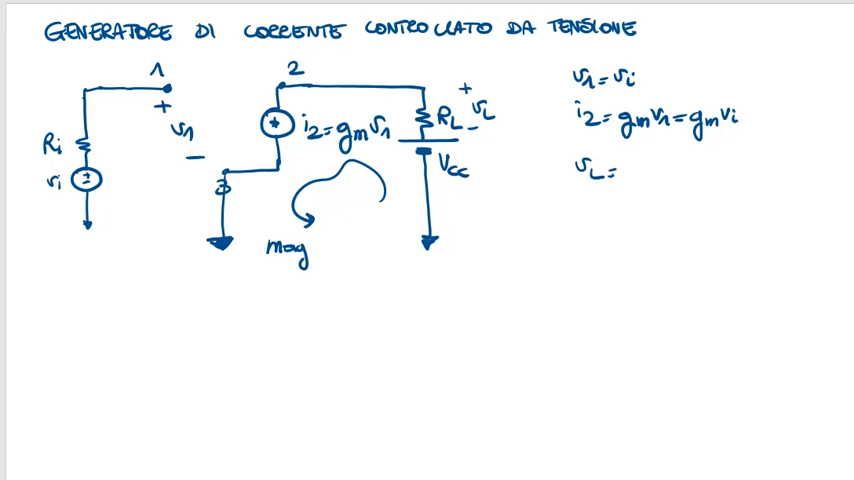 GENERATORE DI CORRENTE CONTROLLATO DA TENSIONE
1
2
+
v1
−
Ri
vi
+
−
3
+
i2=gmv1
+
vL
−
RL
Vcc
mag
v1=vi
i2=gmv1=gmvi
vL=